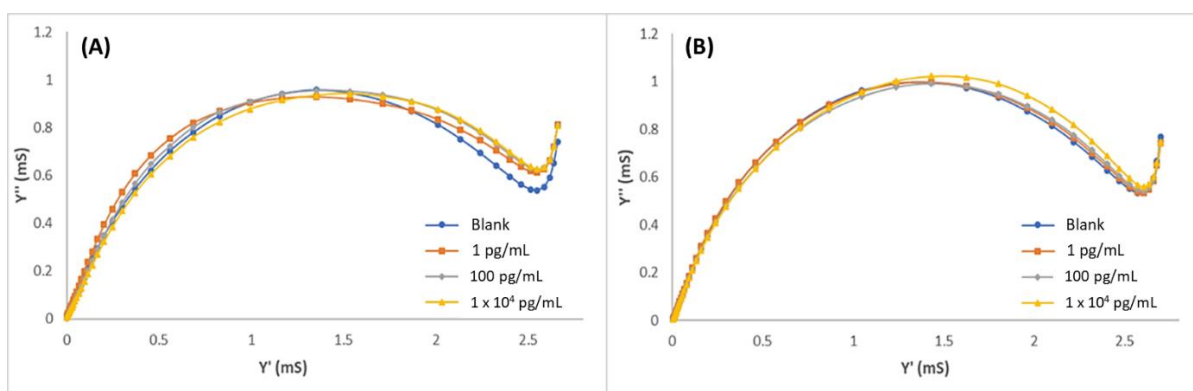 (A)
1.2
1
0.8
0.6
0.4
0.2
0
Y'' (mS)
0 0.5 1 1.5 2 2.5
Y' (mS)
Blank
1 pg/mL
100 pg/mL
1 x 10⁴ pg/mL
(B)
1.2
1
0.8
0.6
0.4
0.2
0
Y'' (mS)
0 0.5 1 1.5 2 2.5
Y' (mS)
Blank
1 pg/mL
100 pg/mL
1 x 10⁴ pg/mL